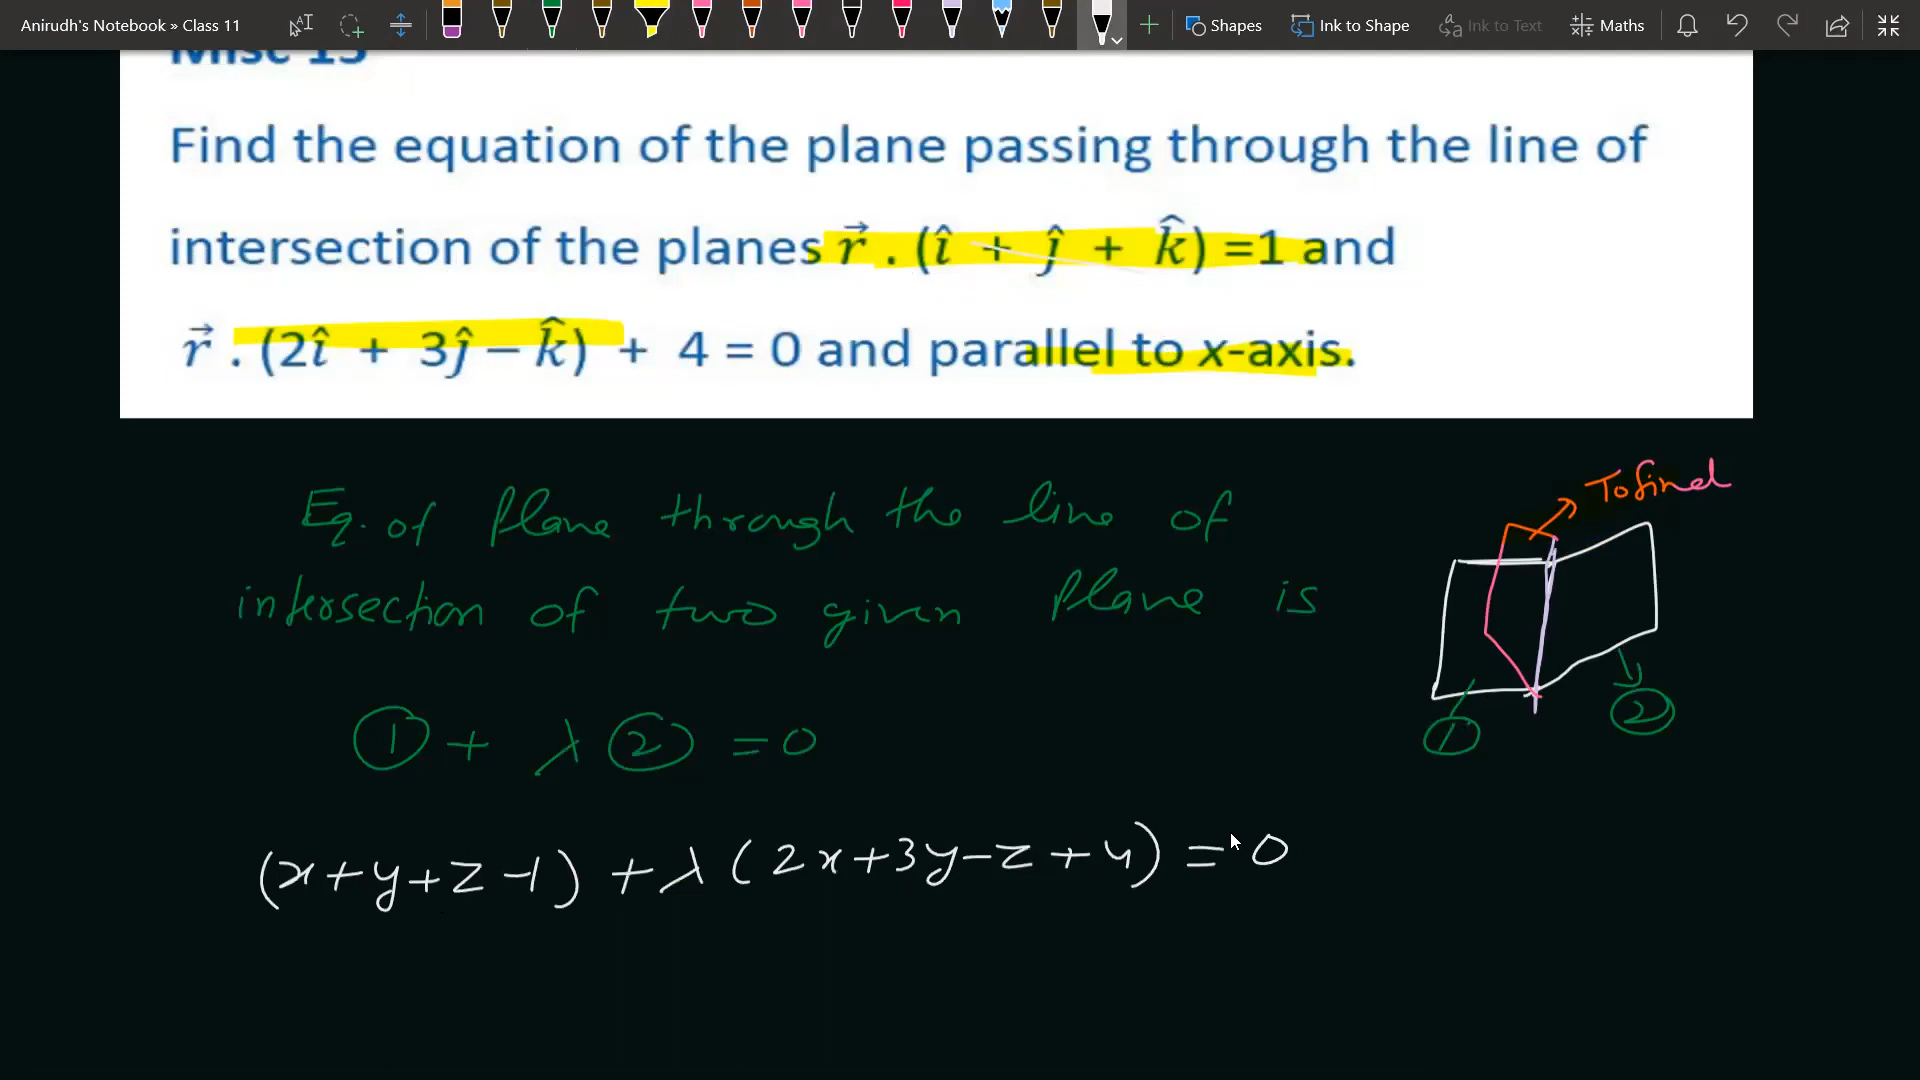 Anirudh's Notebook » Class 11 Shapes Ink to Shape Ink to Text Maths
Misc 15
Find the equation of the plane passing through the line of
intersection of the planes r⃗ . (î + ĵ + k̂) =1 and
r⃗ . (2î + 3ĵ − k̂) + 4 = 0 and parallel to x-axis.
To find
Eq. of Plane through the line of
intersection of two given Plane is
① + λ ② = 0
① ②
(x+y+z-1) + λ (2x+3y-z+4) = 0